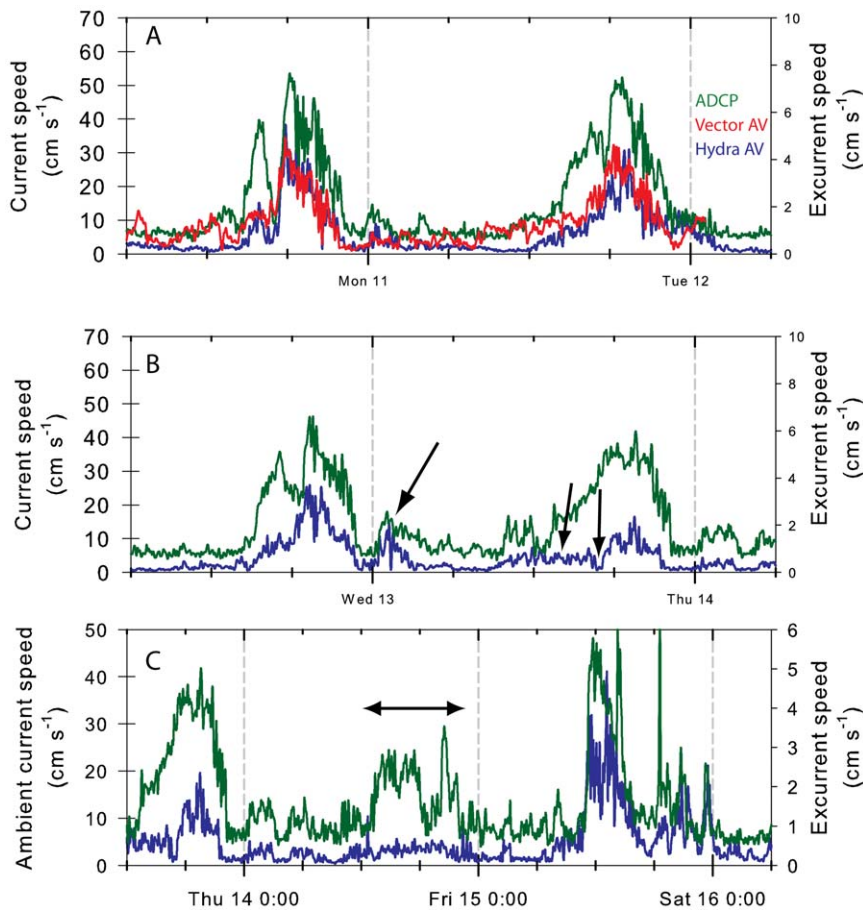 A
70
60
50
40
30
20
10
0
Current speed
(cm s⁻¹)
10
8
6
4
2
0
Excurrent speed
(cm s⁻¹)
ADCP
Vector AV
Hydra AV
Mon 11
Tue 12
B
70
60
50
40
30
20
10
0
Current speed
(cm s⁻¹)
10
8
6
4
2
0
Excurrent speed
(cm s⁻¹)
Wed 13
Thu 14
C
50
40
30
20
10
0
Ambient current speed
(cm s⁻¹)
6
5
4
3
2
1
0
Excurrent speed
(cm s⁻¹)
Thu 14 0:00
Fri 15 0:00
Sat 16 0:00